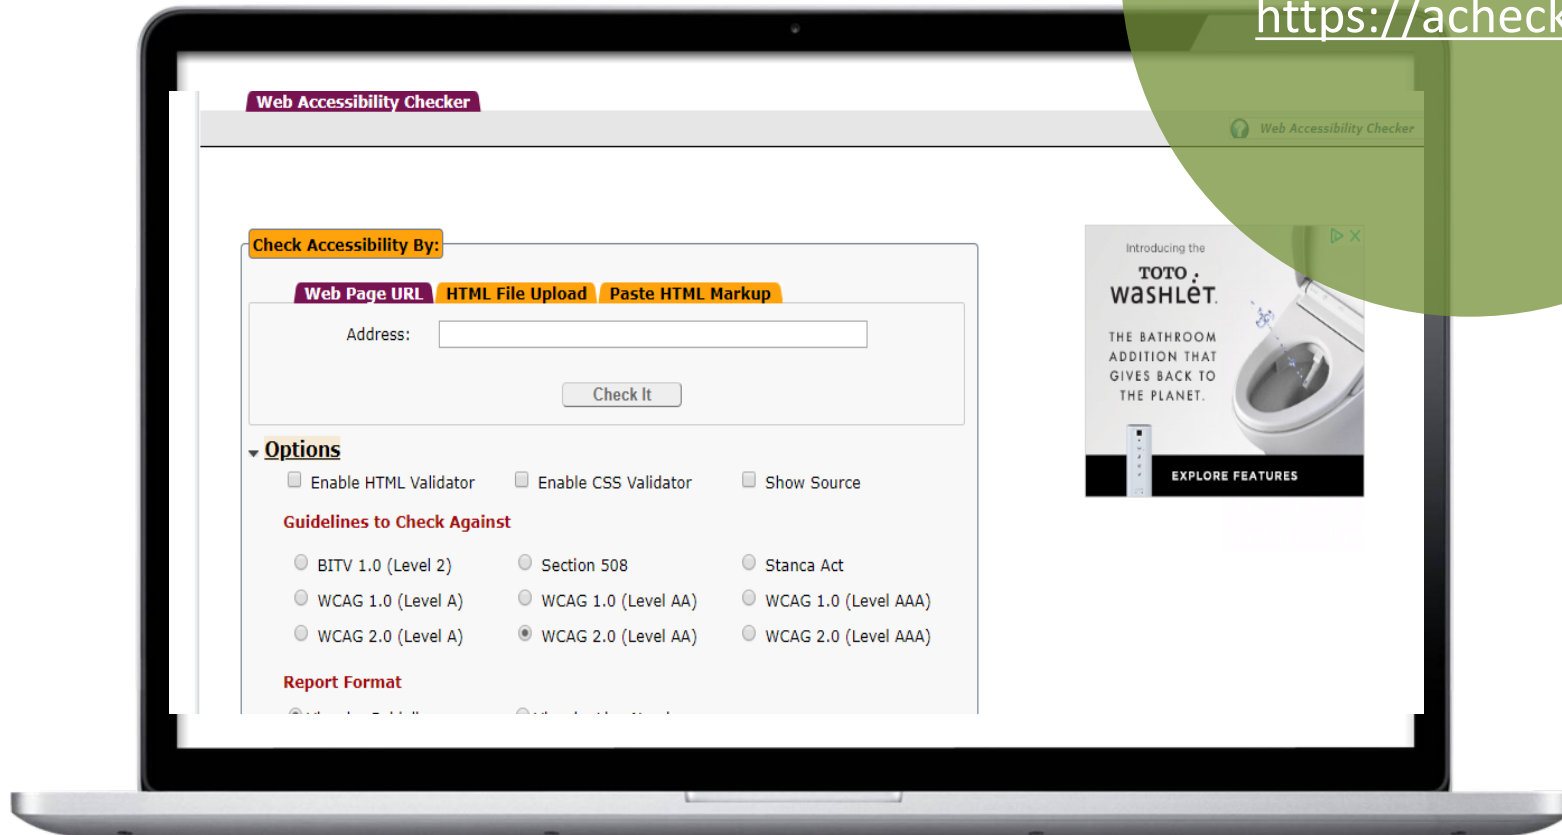 https://acheck
Web Accessibility Checker
Web Accessibility Checker
Check Accessibility By:
Web Page URL HTML File Upload Paste HTML Markup
Address:
Check It
Options
Enable HTML Validator Enable CSS Validator Show Source
Guidelines to Check Against
BITV 1.0 (Level 2) Section 508 Stanca Act
WCAG 1.0 (Level A) WCAG 1.0 (Level AA) WCAG 1.0 (Level AAA)
WCAG 2.0 (Level A) WCAG 2.0 (Level AA) WCAG 2.0 (Level AAA)
Report Format
Introducing the
TOTO
WASHLET.
THE BATHROOM
ADDITION THAT
GIVES BACK TO
THE PLANET.
EXPLORE FEATURES